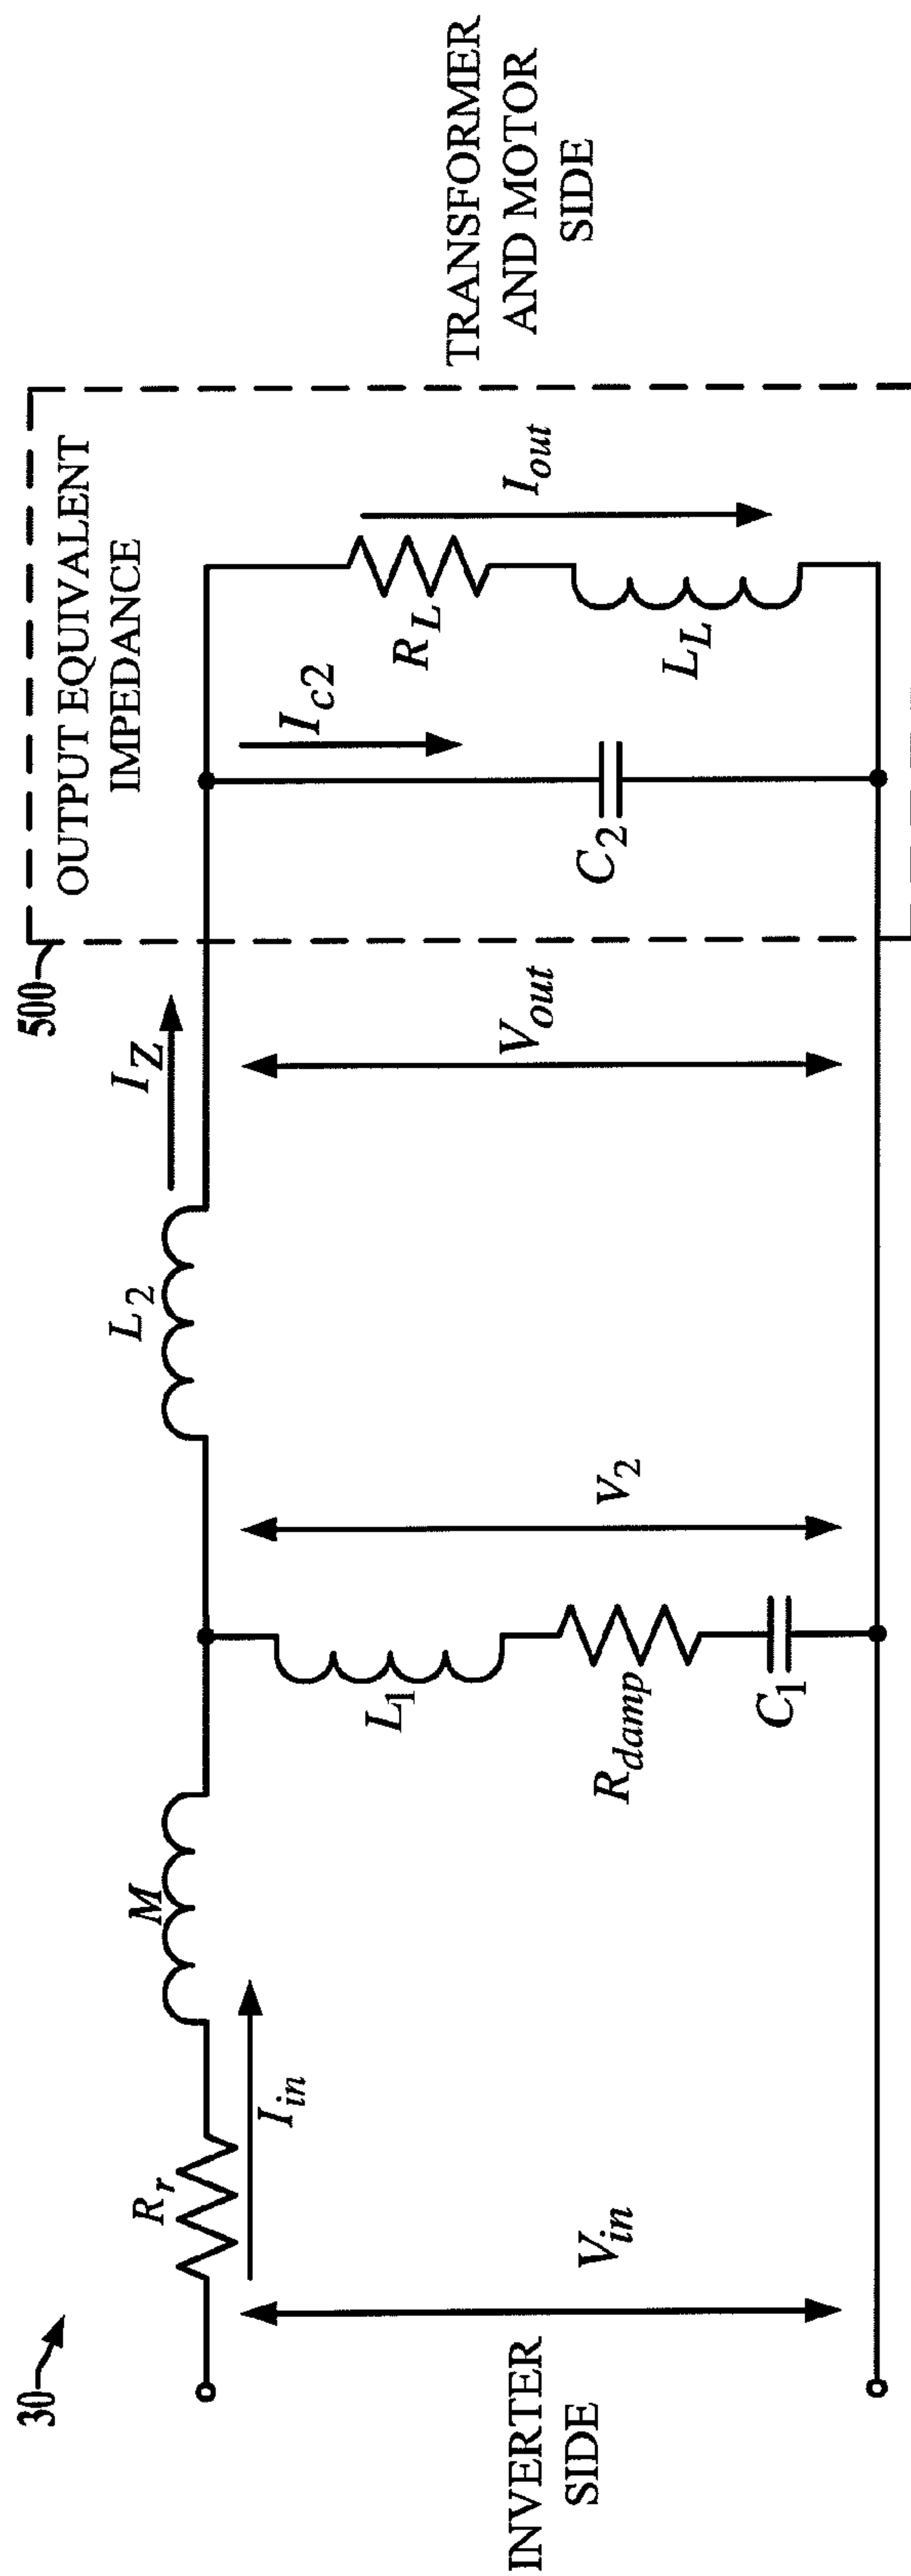 30
INVERTER
SIDE
V_in
R_r
I_in
M
L_1
R_damp
C_1
V_2
L_2
I_Z
V_out
500
OUTPUT EQUIVALENT
IMPEDANCE
C_2
I_c2
R_L
L_L
I_out
TRANSFORMER
AND MOTOR
SIDE